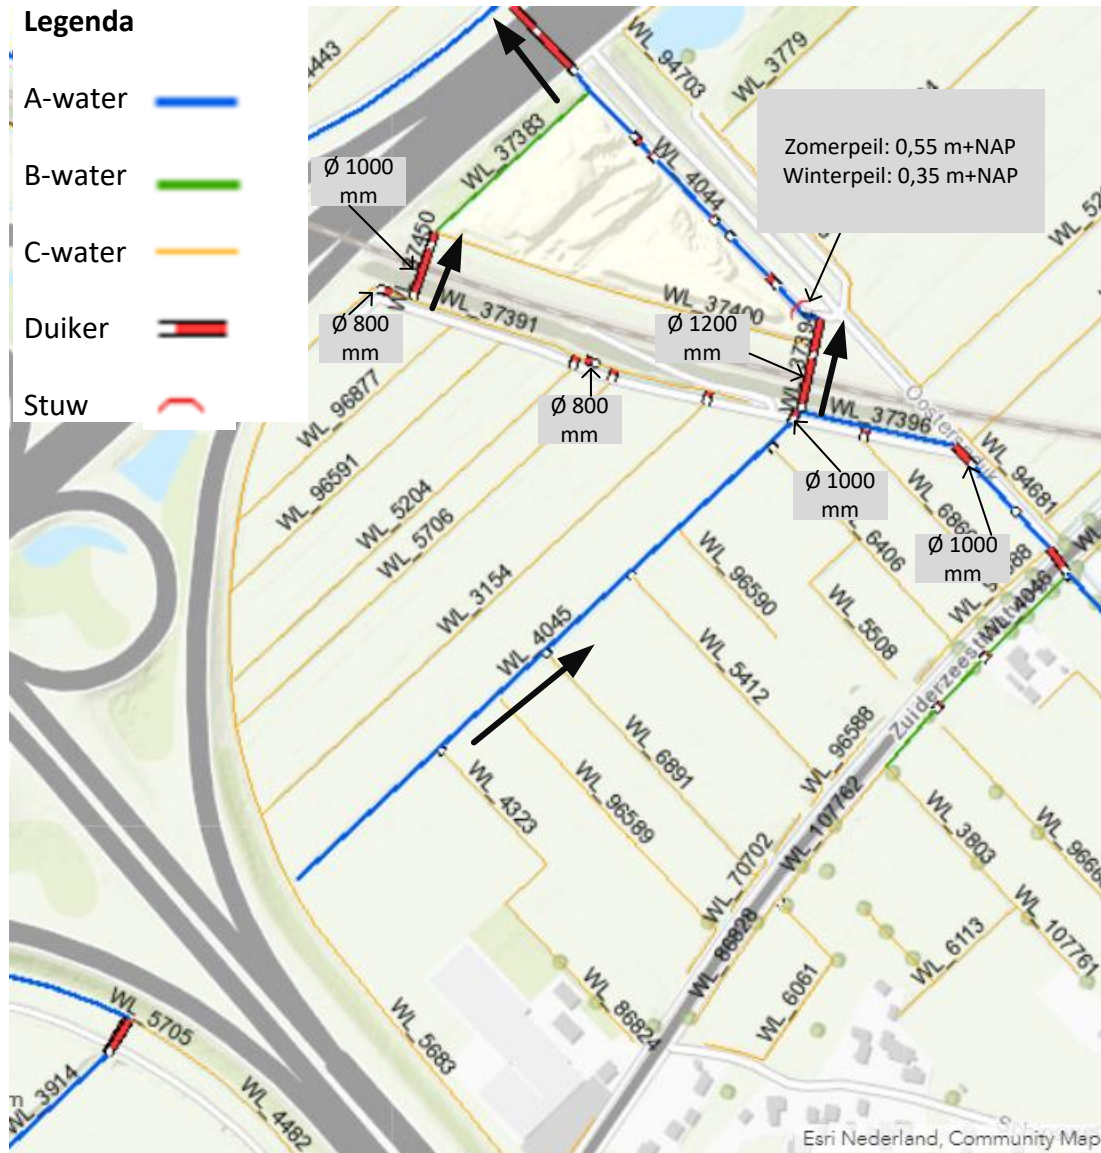 Legenda
A-water
B-water
C-water
Duiker
Stuw
4443
WL_94703
WL_3779
Zomerpeil: 0,55 m+NAP
Winterpeil: 0,35 m+NAP
Ø 1000
mm
WL_37383
WL_4044
WL_37400
WL_37391
Ø 800
mm
Ø 1200
mm
Ø 800
mm
WL_37396
WL_94681
WL_96877
WL_96591
WL_5204
WL_5706
WL_3154
Ø 1000
mm
Ø 1000
mm
WL_6406
WL_96590
WL_5508
WL_4046
WL_4045
WL_5412
WL_96588
WL_6891
WL_96589
WL_4323
WL_107762
WL_3803
WL_70702
WL_86828
WL_6113
WL_107761
WL_6061
WL_86824
WL_5683
WL_5705
WL_3914
WL_4482
Esri Nederland, Community Map